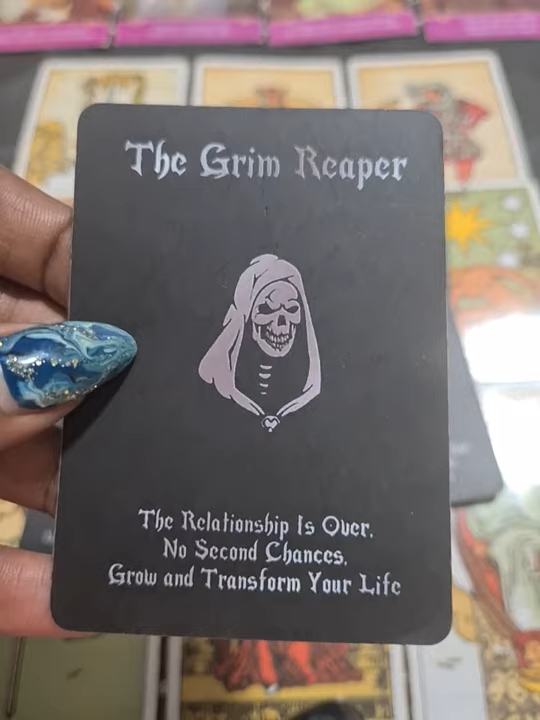 The Grim Reaper
The Relationship Is Over.
No Second Chances.
Grow and Transform Your Life